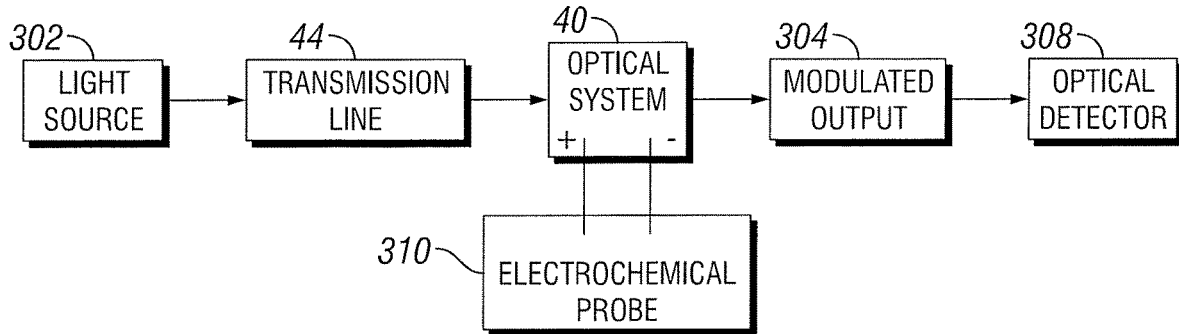 302
44
40
304
308
LIGHT
SOURCE
TRANSMISSION
LINE
OPTICAL
SYSTEM
+ -
MODULATED
OUTPUT
OPTICAL
DETECTOR
310
ELECTROCHEMICAL
PROBE